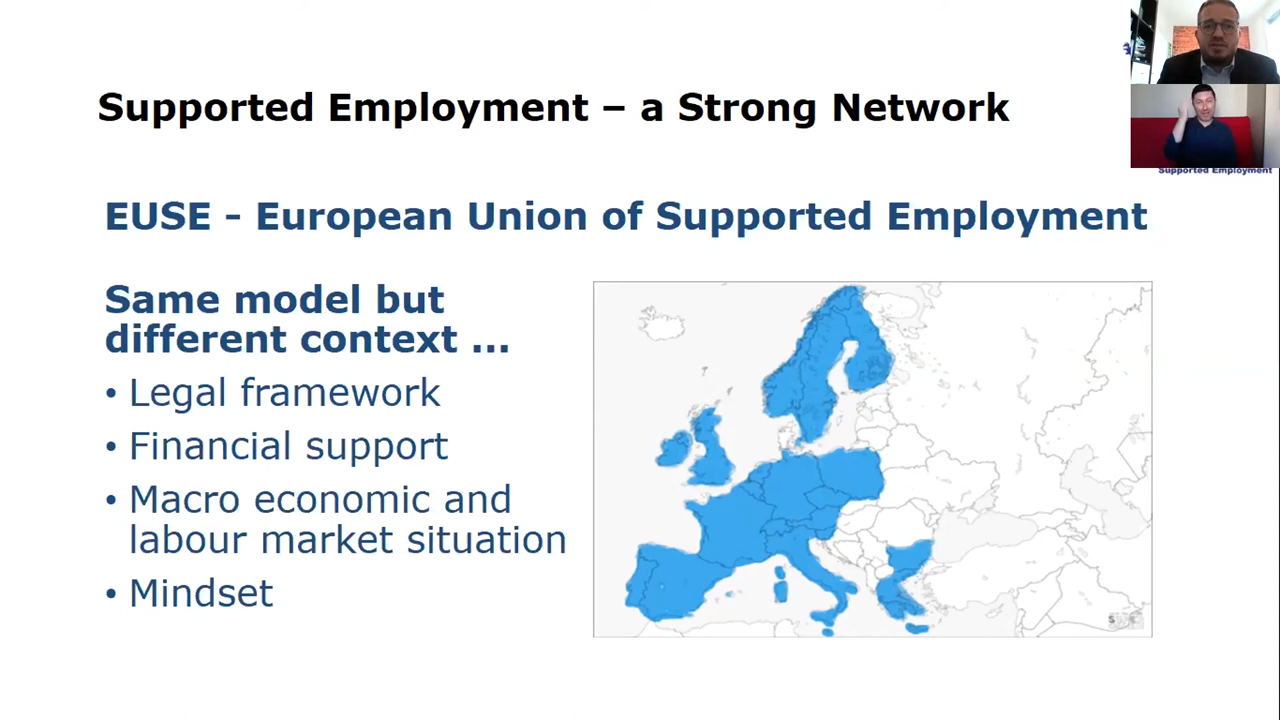 Supported Employment – a Strong Network
Supported Employment
EUSE - European Union of Supported Employment
Same model but
different context ...
• Legal framework
• Financial support
• Macro economic and
labour market situation
• Mindset